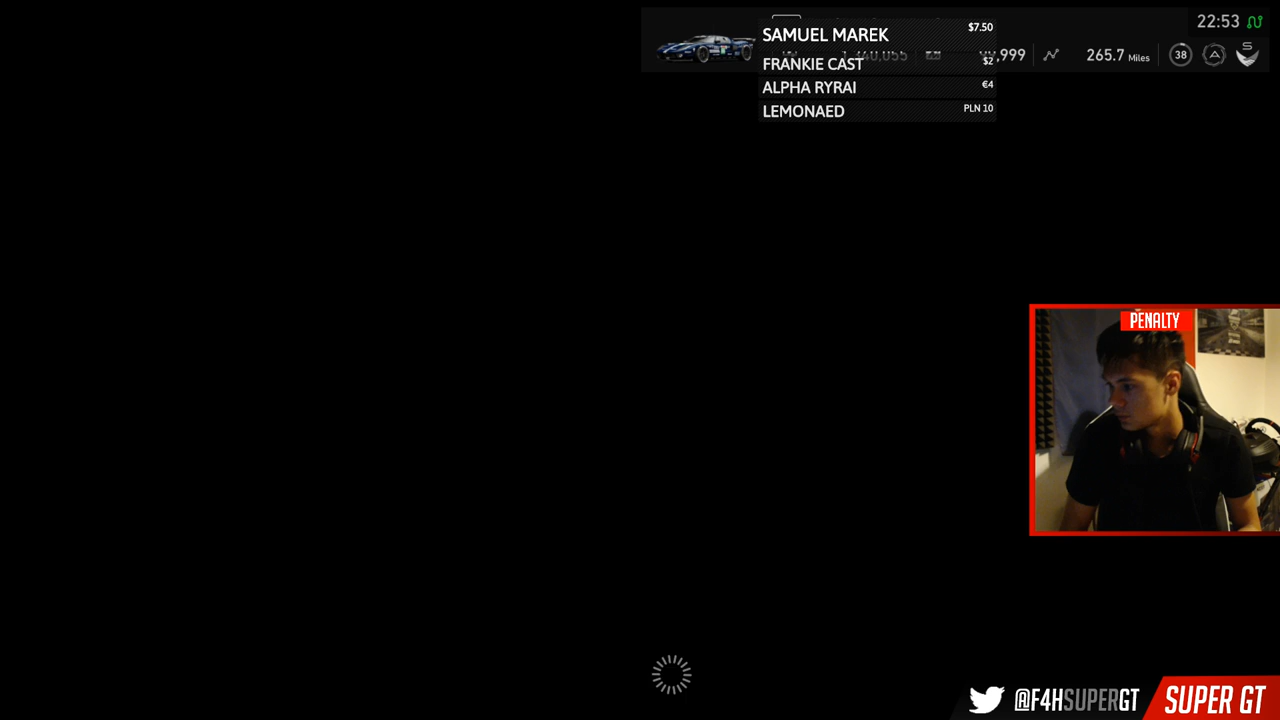 22:53
SAMUEL MAREK $7.50
265.7 Miles 38 S
FRANKIE CAST $2
ALPHA RYRAI €4
LEMONAED PLN 10
PENALTY
@F4HSUPERGT SUPER GT